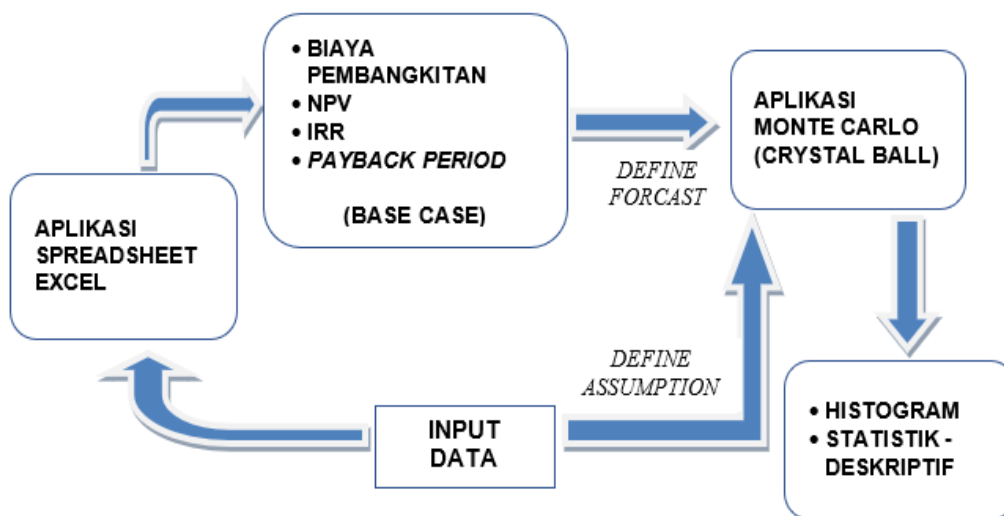 • BIAYA
PEMBANGKITAN
• NPV
• IRR
• PAYBACK PERIOD
(BASE CASE)
APLIKASI
MONTE CARLO
(CRYSTAL BALL)
DEFINE
FORCAST
APLIKASI
SPREADSHEET
EXCEL
DEFINE
ASSUMPTION
INPUT
DATA
• HISTOGRAM
• STATISTIK -
DESKRIPTIF